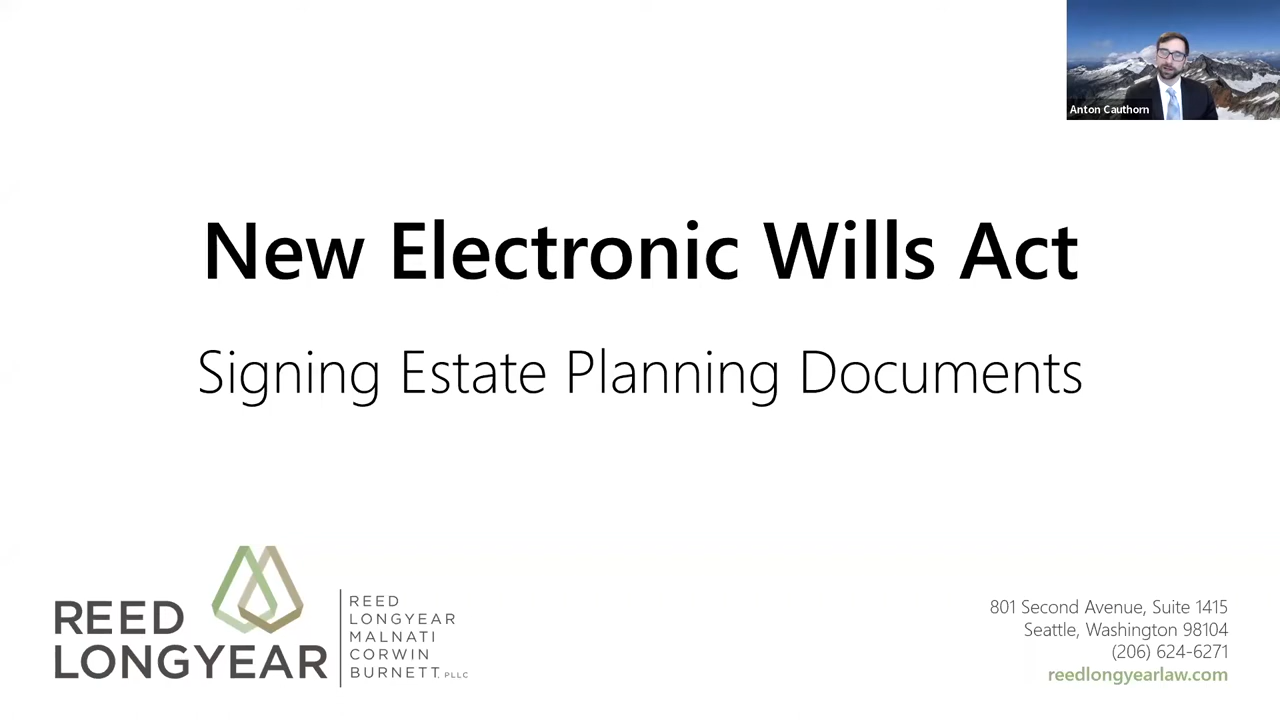 Anton Cauthorn
New Electronic Wills Act
Signing Estate Planning Documents
REED
LONGYEAR
REED
LONGYEAR
MALNATI
CORWIN
BURNETT, PLLC
801 Second Avenue, Suite 1415
Seattle, Washington 98104
(206) 624-6271
reedlongyearlaw.com